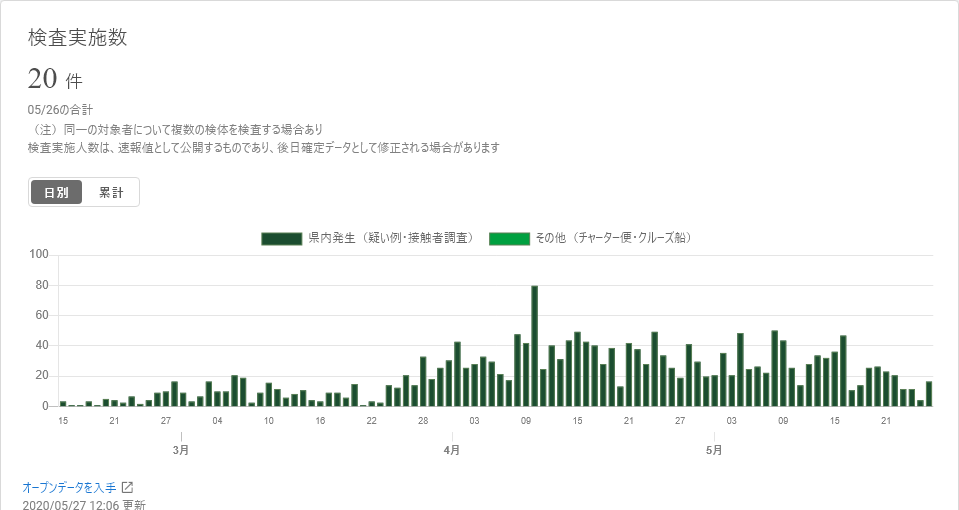 検査実施数
20 件
05/26の合計
（注）同一の対象者について複数の検体を検査する場合あり
検査実施人数は、速報値として公開するものであり、後日確定データとして修正される場合があります
日別 累計
県内発生（疑い例・接触者調査） その他（チャーター便・クルーズ船）
100
80
60
40
20
0
15 21 27 04 10 16 22 28 03 09 15 21 27 03 09 15 21
3月 4月 5月
オープンデータを入手
2020/05/27 12:06 更新